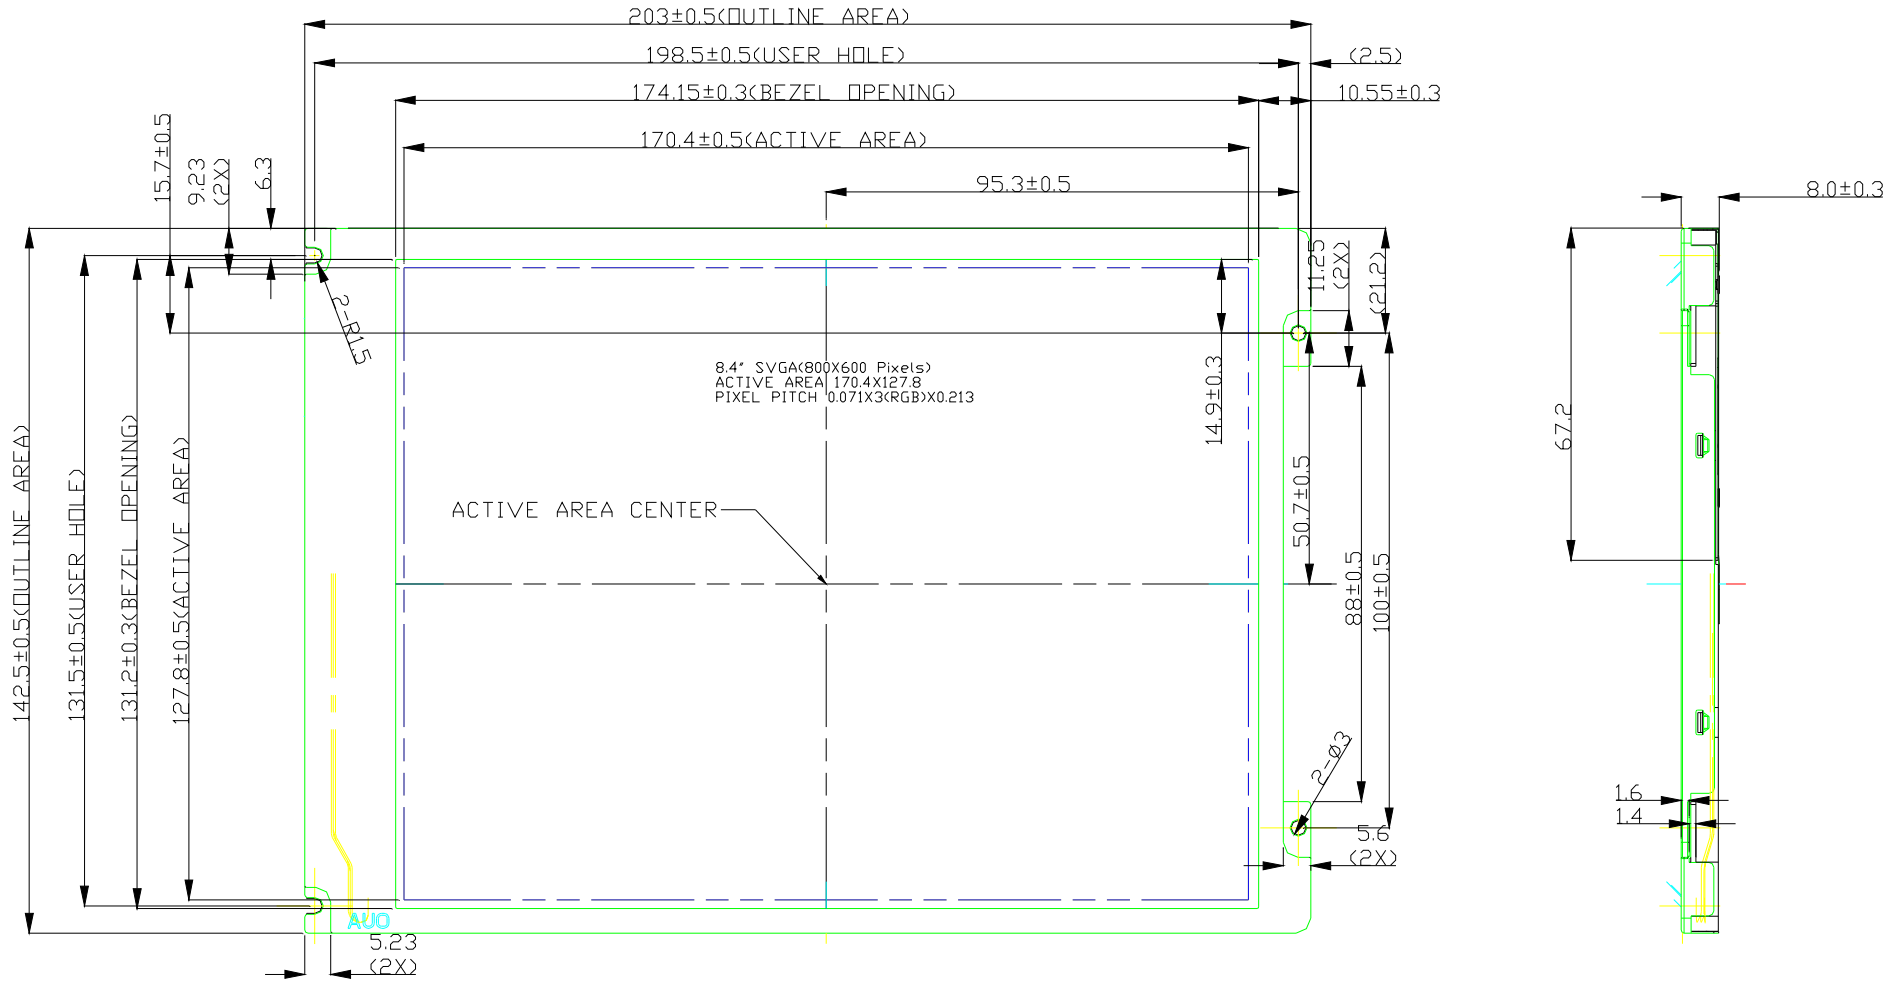 203±0.5(OUTLINE AREA)
198.5±0.5(USER HOLE)
(2.5)
174.15±0.3(BEZEL OPENING)
10.55±0.3
170.4±0.5(ACTIVE AREA)
95.3±0.5
15.7±0.5
9.23
(2X)
6.3
8.0±0.3
11.25
(2X)
(21.2)
2-R1.5
8.4" SVGA(800X600 Pixels)
ACTIVE AREA 170.4X127.8
PIXEL PITCH 0.071X3(RGB)X0.213
14.9±0.3
67.2
ACTIVE AREA CENTER
50.7±0.5
88±0.5
100±0.5
142.5±0.5(OUTLINE AREA)
131.5±0.5(USER HOLE)
131.2±0.3(BEZEL OPENING)
127.8±0.5(ACTIVE AREA)
2-Ø3
1.6
1.4
5.6
(2X)
AUO
5.23
(2X)